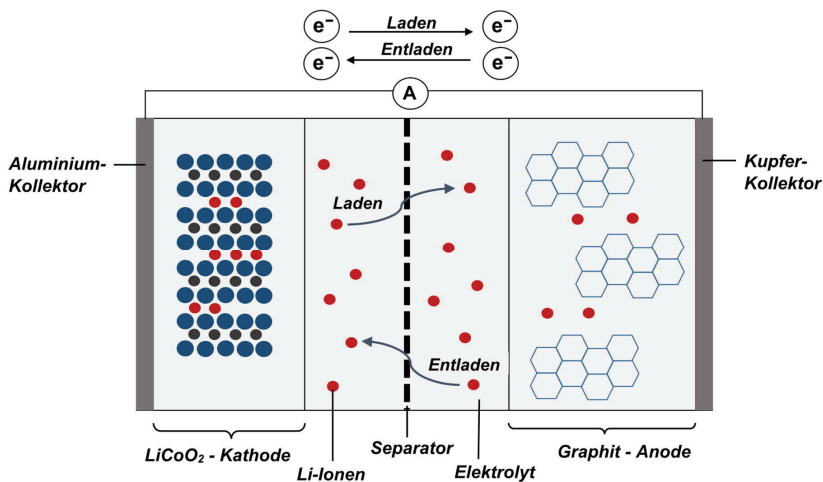 e⁻ Laden e⁻
e⁻ Entladen e⁻
A
Aluminium-
Kollektor
Kupfer-
Kollektor
Laden
Entladen
LiCoO₂ - Kathode
Li-Ionen
Separator
Elektrolyt
Graphit - Anode